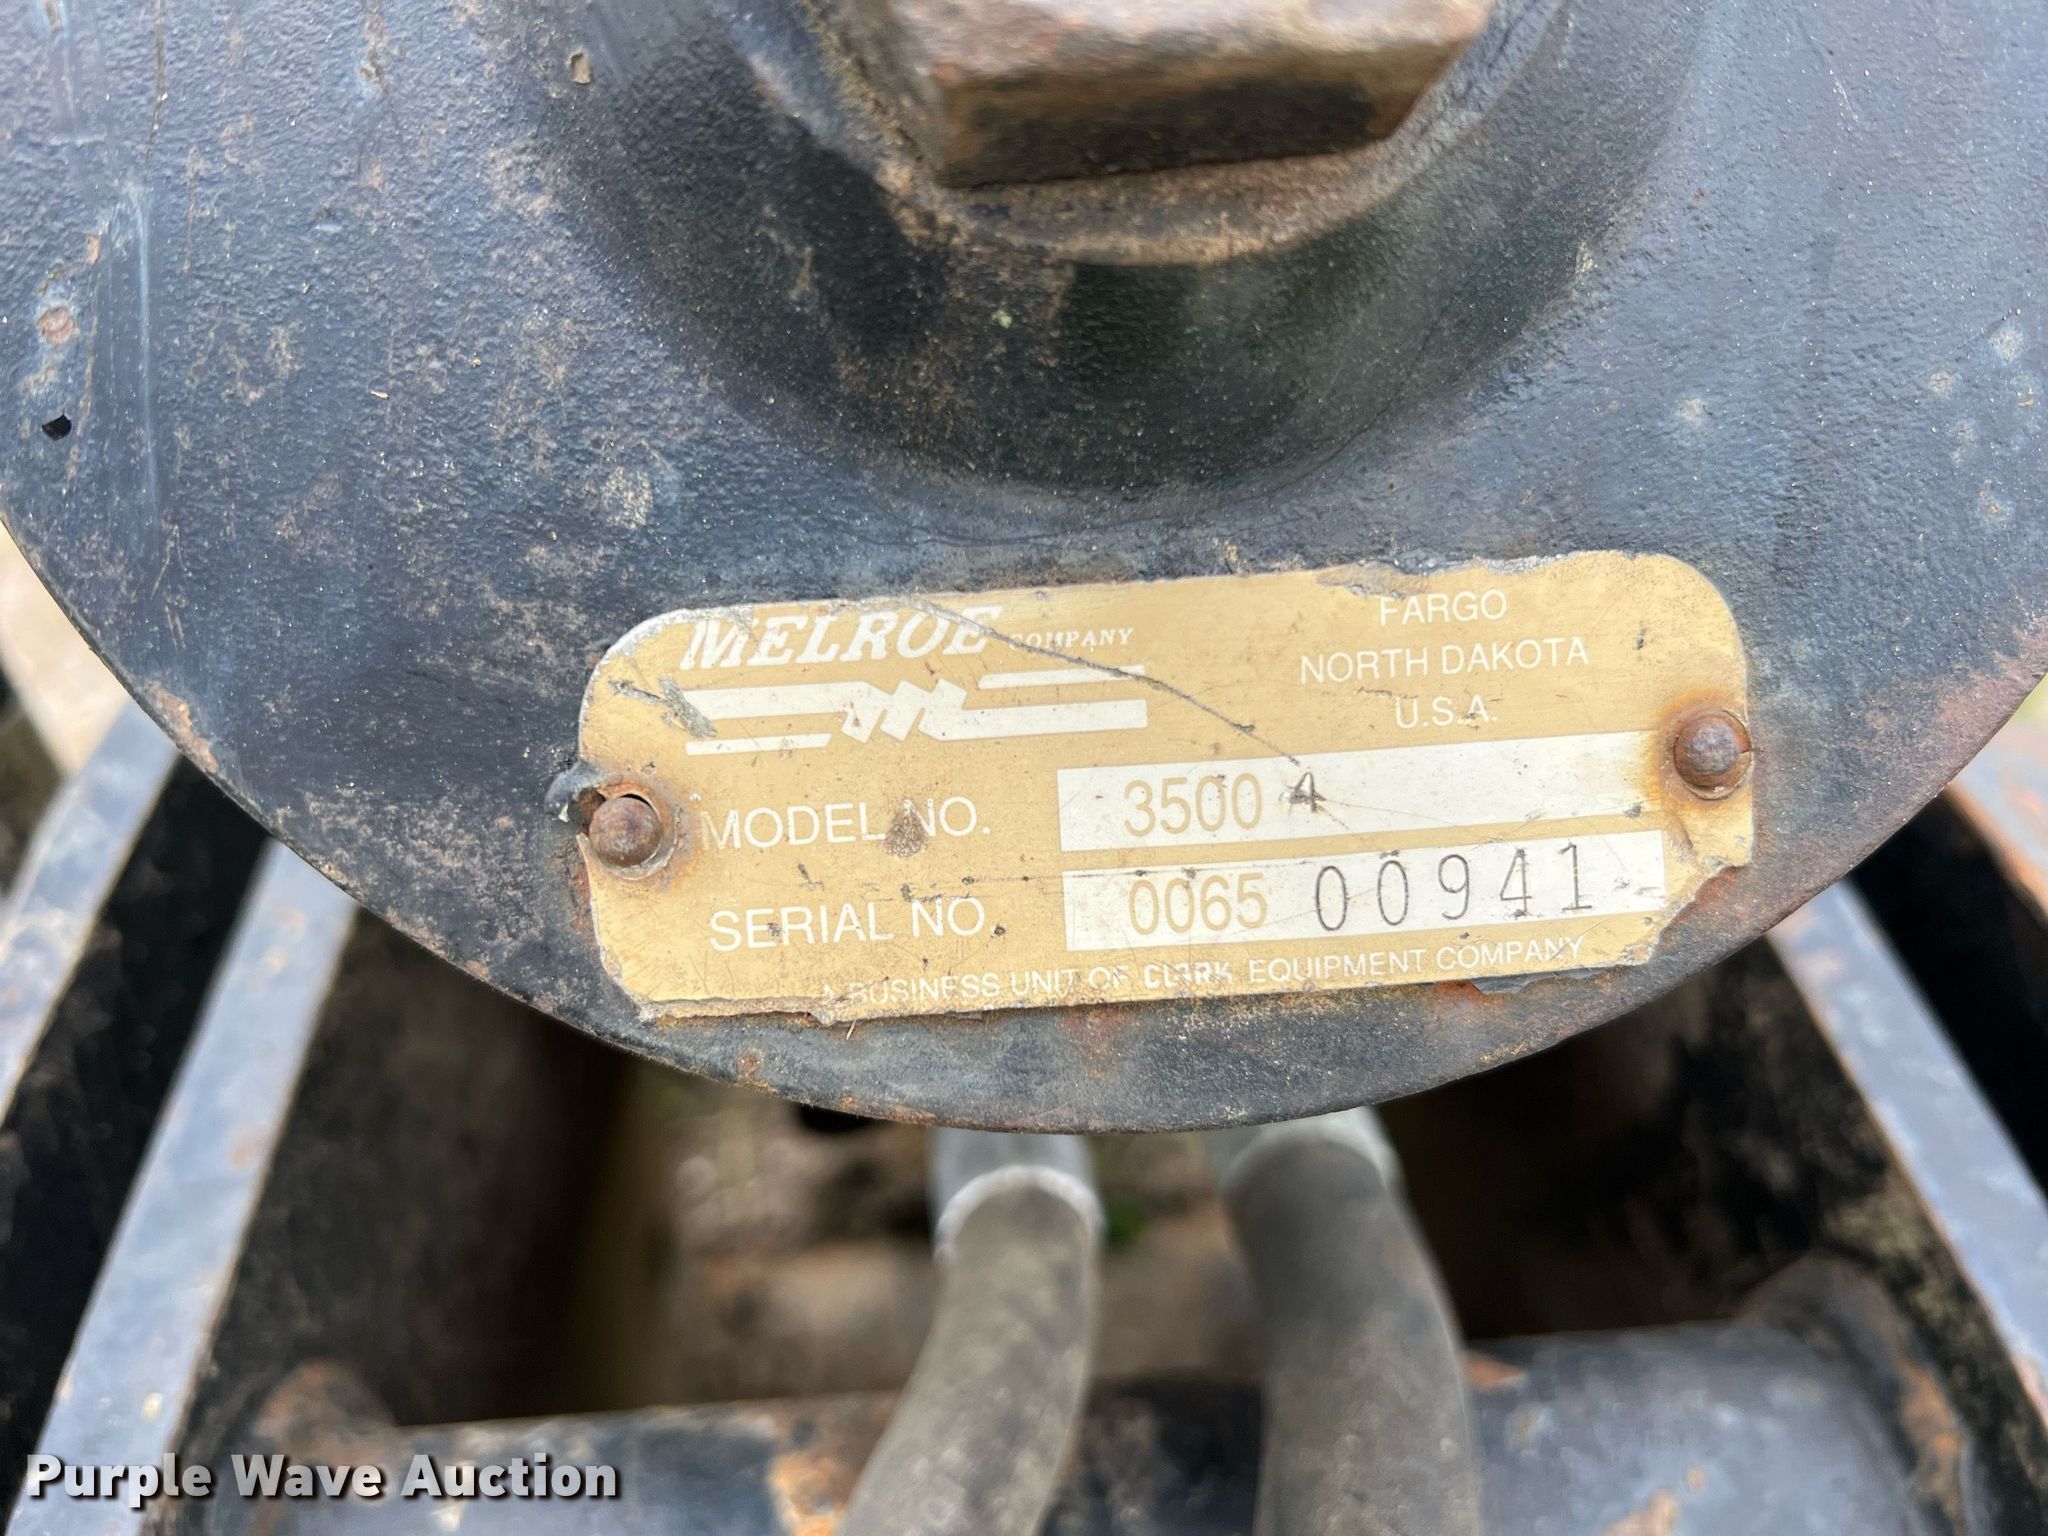 MELROE COMPANY
FARGO
NORTH DAKOTA
U.S.A.
MODEL NO. 3500 A
SERIAL NO. 0065 00941
A BUSINESS UNIT OF CLARK EQUIPMENT COMPANY
Purple Wave Auction